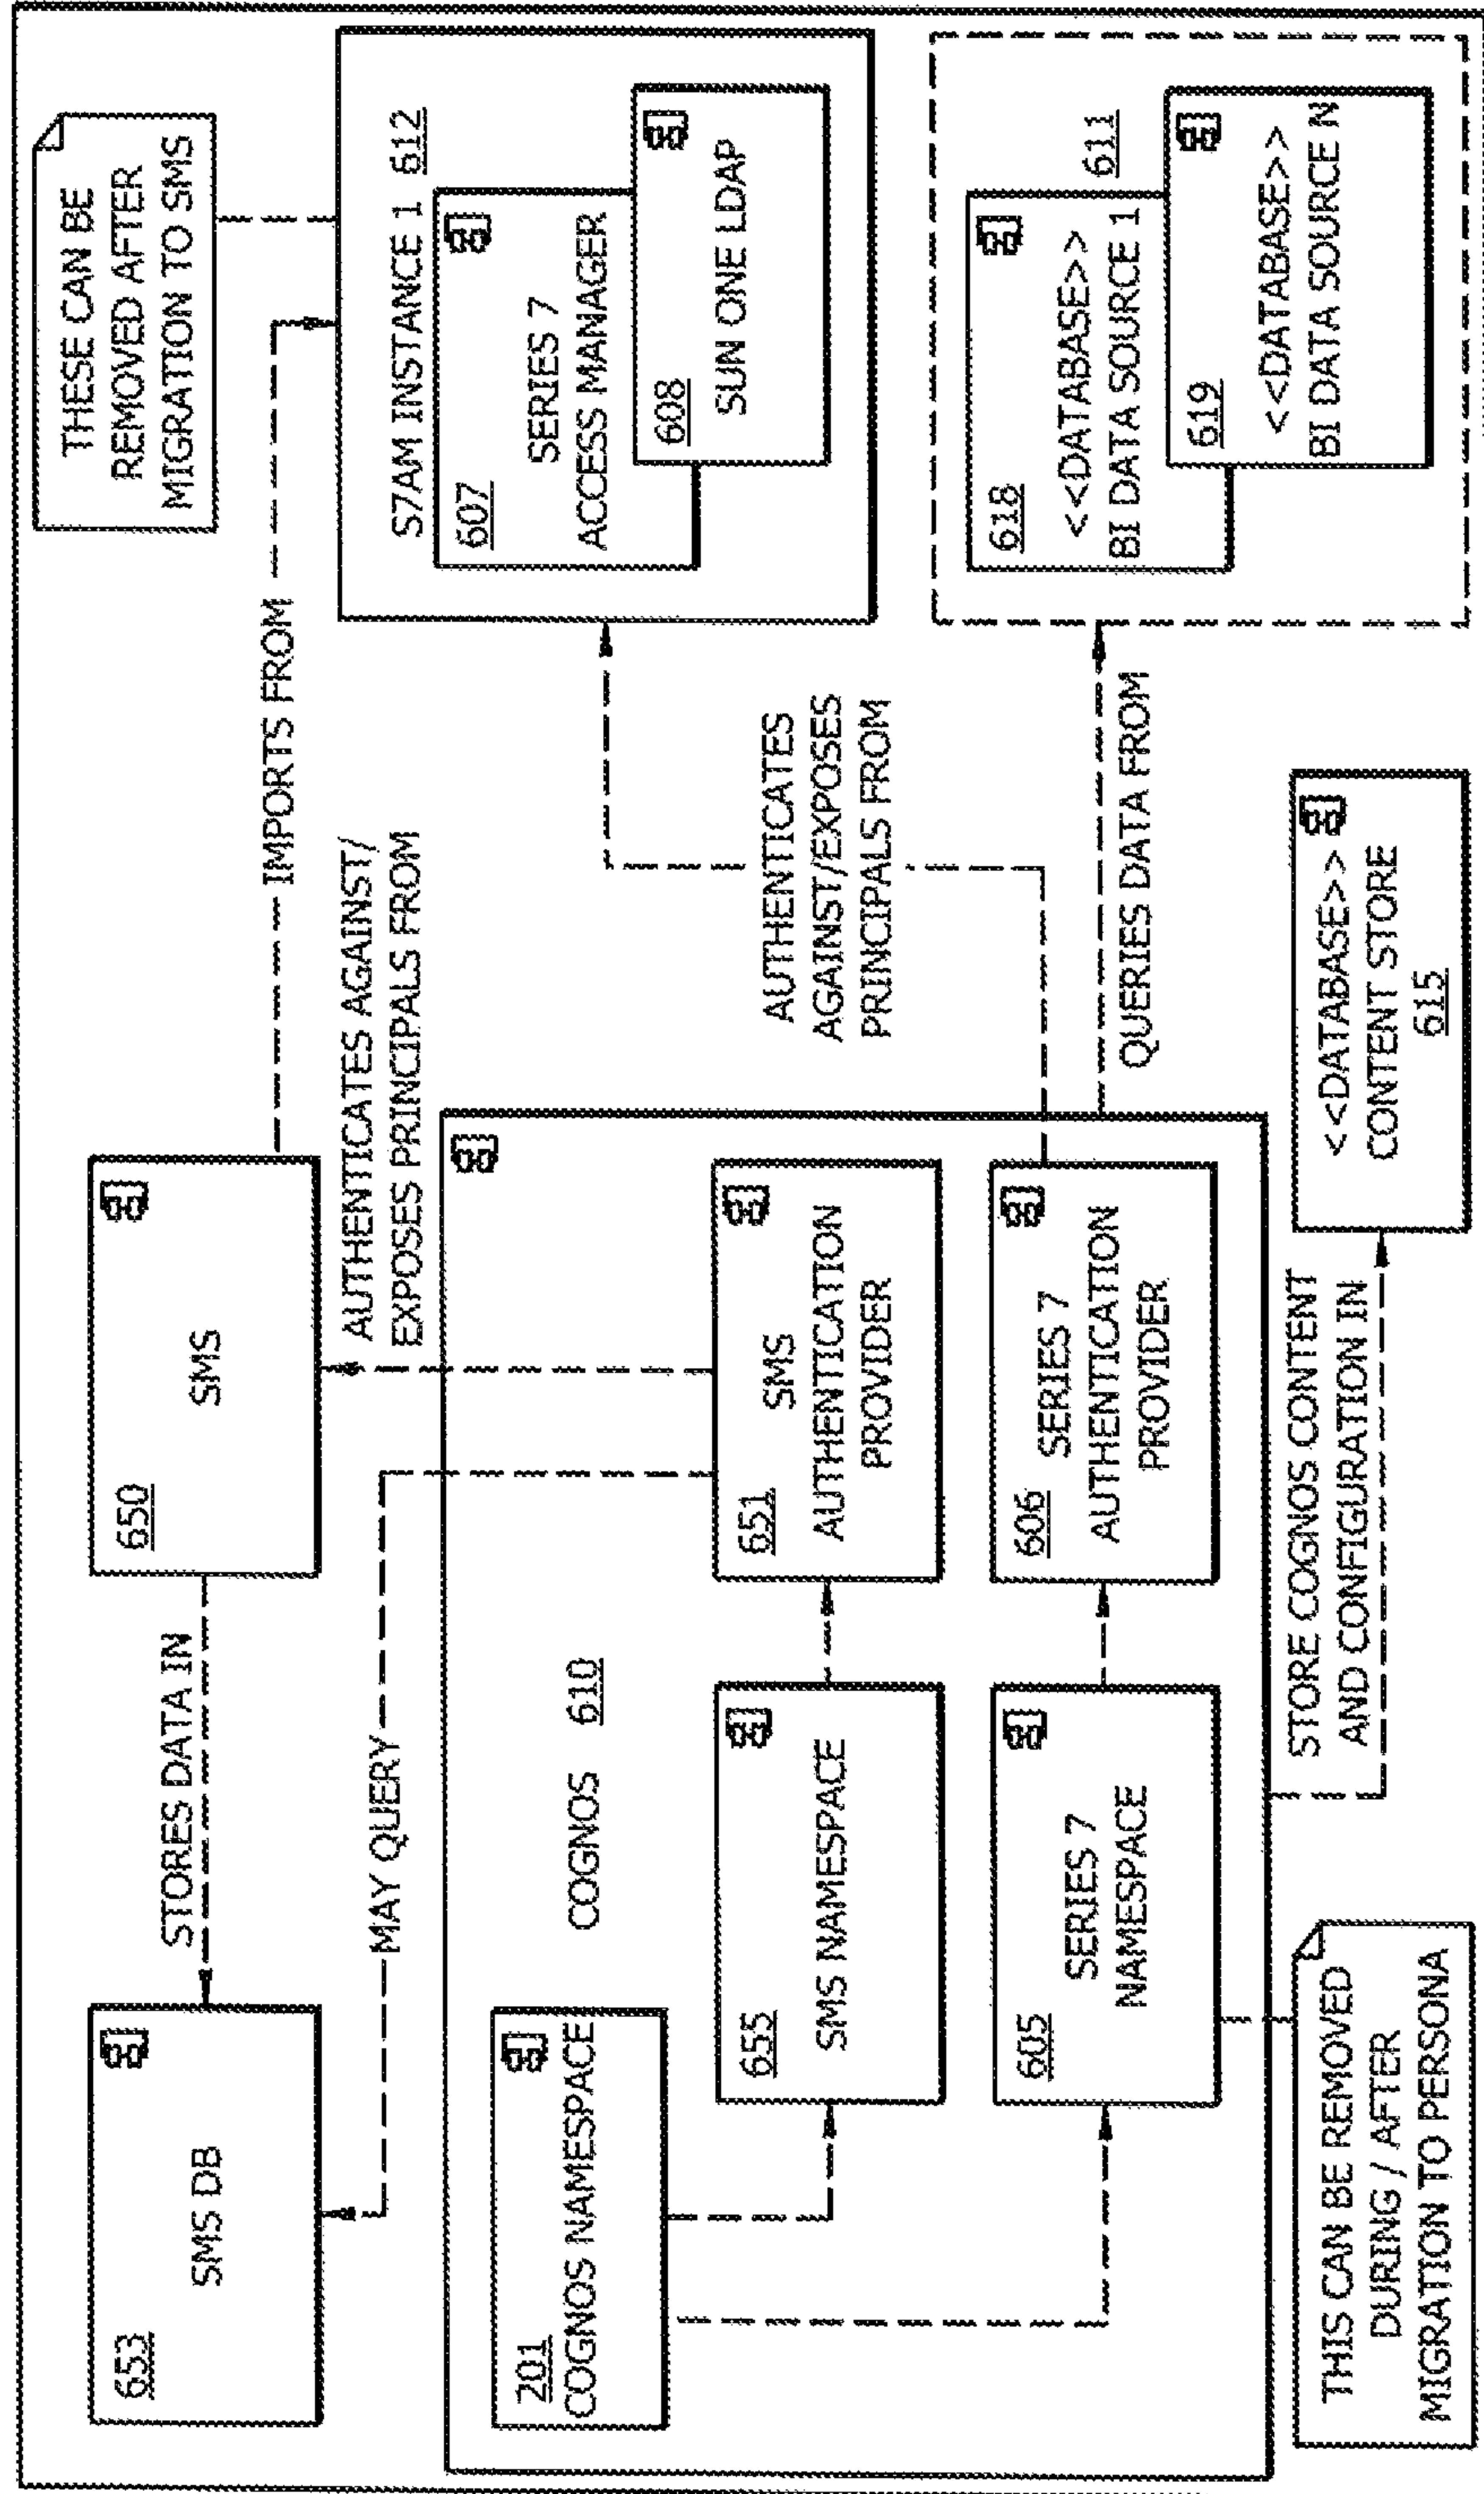 653
SMS DB
STORES DATA IN
650
SMS
IMPORTS FROM
THESE CAN BE
REMOVED AFTER
MIGRATION TO SMS
MAY QUERY
AUTHENTICATES AGAINST/
EXPOSES PRINCIPALS FROM
S7AM INSTANCE 1 612
607
SERIES 7
ACCESS MANAGER
608
SUN ONE LDAP
201
COGNOS NAMESPACE
COGNOS 610
655
SMS NAMESPACE
651
SMS
AUTHENTICATION
PROVIDER
605
SERIES 7
NAMESPACE
606
SERIES 7
AUTHENTICATION
PROVIDER
AUTHENTICATES
AGAINST/EXPOSES
PRINCIPALS FROM
QUERIES DATA FROM
618
<<DATABASE>>
BI DATA SOURCE 1
611
619
<<DATABASE>>
BI DATA SOURCE N
THIS CAN BE REMOVED
DURING / AFTER
MIGRATION TO PERSONA
STORE COGNOS CONTENT
AND CONFIGURATION IN
<<DATABASE>>
CONTENT STORE
615